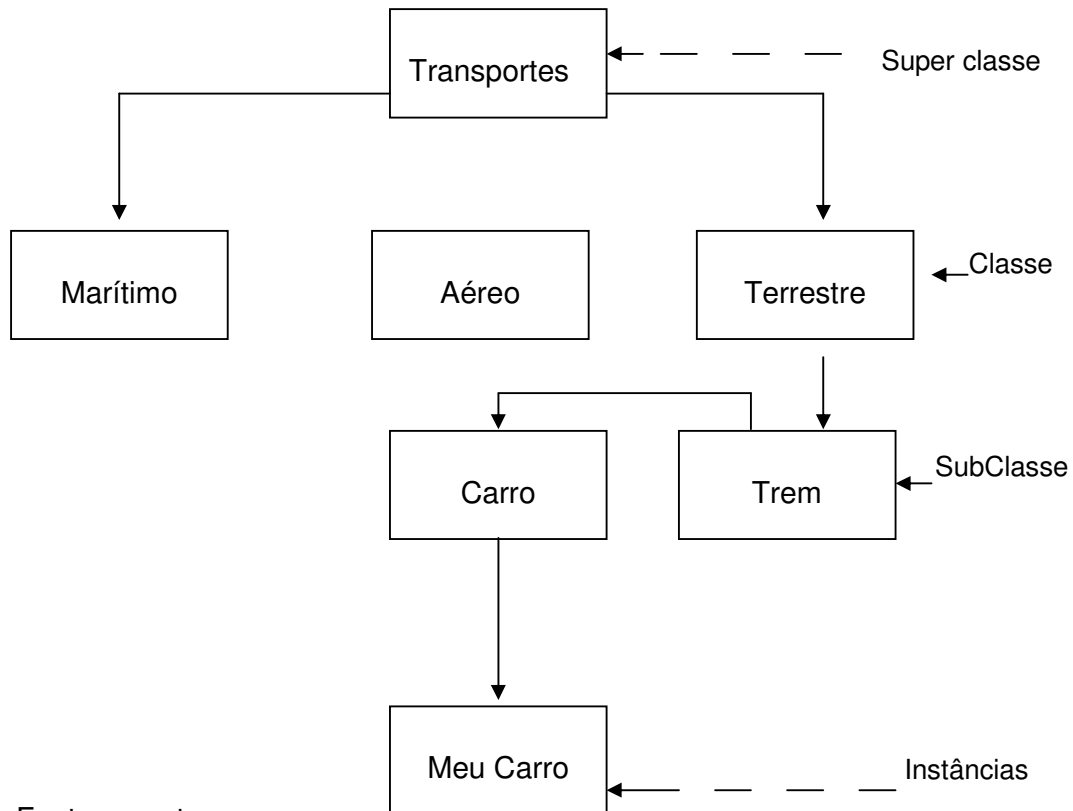 Transportes
Super classe
Marítimo
Aéreo
Terrestre
Classe
Carro
Trem
SubClasse
Meu Carro
Instâncias